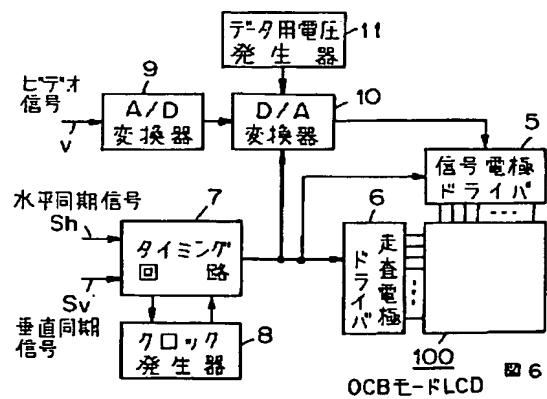 データ用電圧
発生器
11
ビデオ
信号
V
9
A/D
変換器
D/A
変換器
10
5
信号電極
ドライバ
水平同期信号
Sh
7
タイミング
回路
Sv
垂直同期
信号
クロック
発生器
8
6
走査電極
ドライバ
100
OCBモードLCD
図6